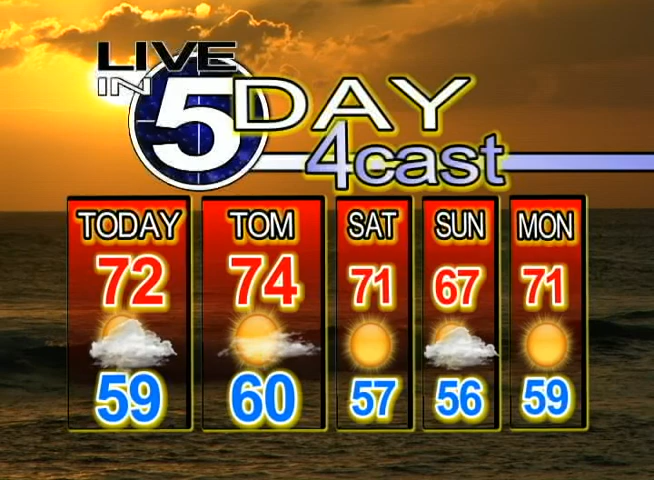 LIVE
IN 5 DAY
4cast
TODAY TOM SAT SUN MON
72 74 71 67 71
59 60 57 56 59